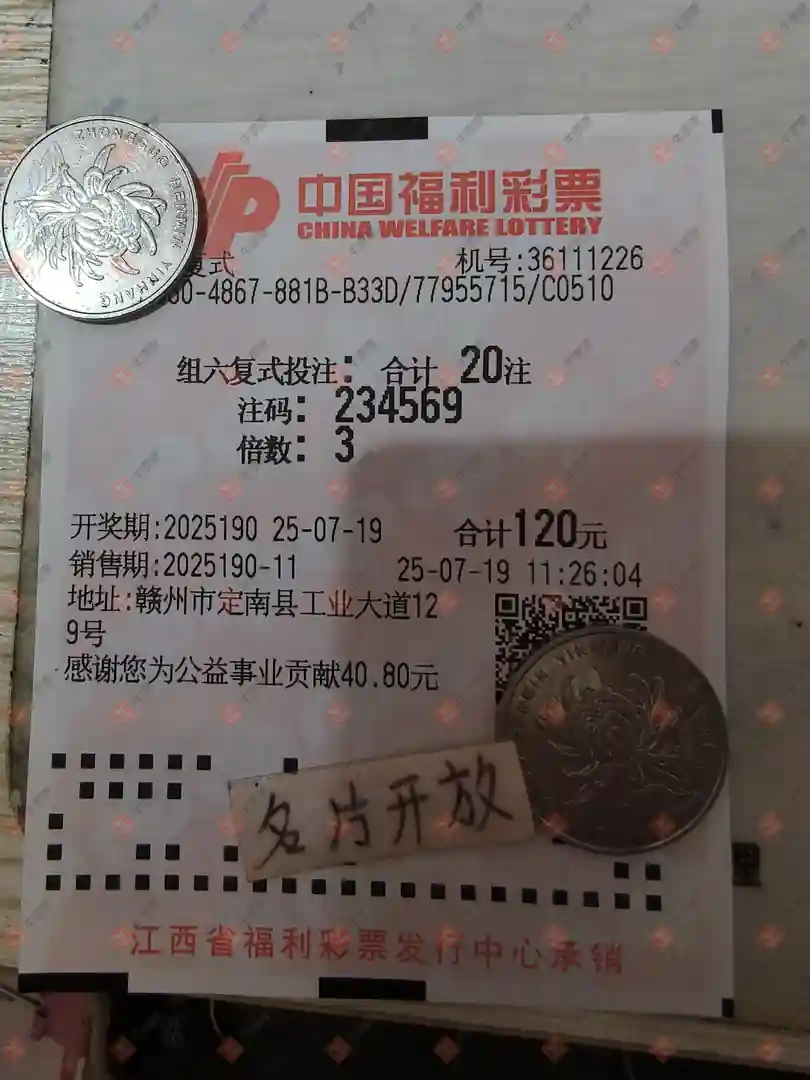 ZHONGGUO RENMIN YINHANG
中国福利彩票
CHINA WELFARE LOTTERY
复式 机号:36111226
0-4867-881B-B33D/77955715/C0510
组六复式投注: 合计 20注
注码: 234569
倍数: 3
开奖期:2025190 25-07-19 合计120元
销售期:2025190-11 25-07-19 11:26:04
地址:赣州市定南县工业大道12
9号
感谢您为公益事业贡献40.80元
YINHANG
名片开放
江西省福利彩票发行中心承销